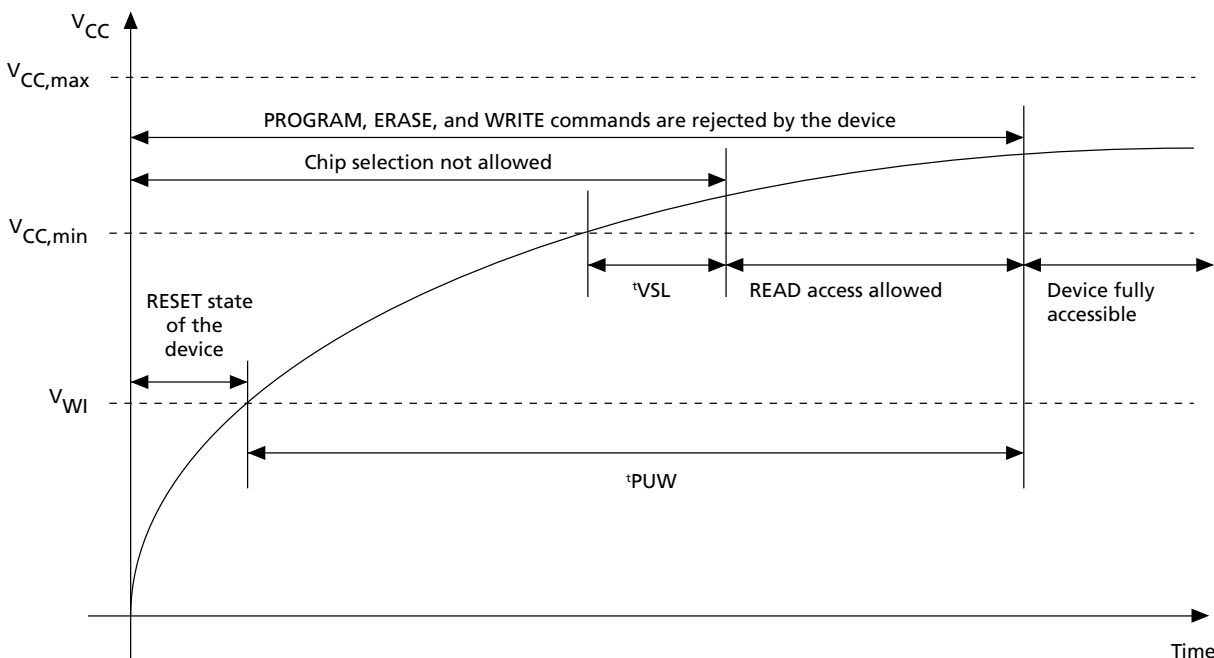 VCC
VCC,max
PROGRAM, ERASE, and WRITE commands are rejected by the device
Chip selection not allowed
VCC,min
tVSL
READ access allowed
Device fully
accessible
RESET state
of the
device
VWI
tPUW
Time